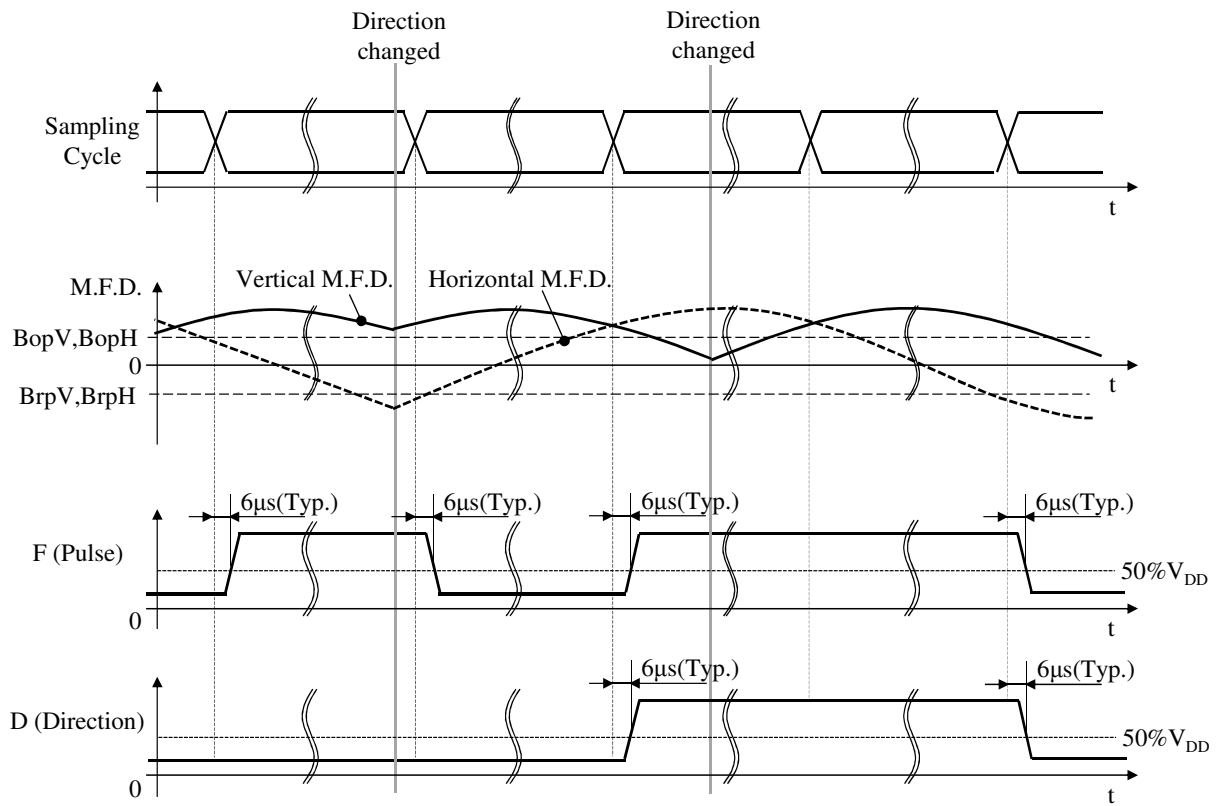 Direction
changed
Direction
changed
Sampling
Cycle
t
M.F.D.
Vertical M.F.D.
Horizontal M.F.D.
BopV,BopH
0
t
BrpV,BrpH
6μs(Typ.)
6μs(Typ.)
6μs(Typ.)
6μs(Typ.)
F (Pulse)
50%VDD
0
t
6μs(Typ.)
6μs(Typ.)
D (Direction)
50%VDD
0
t